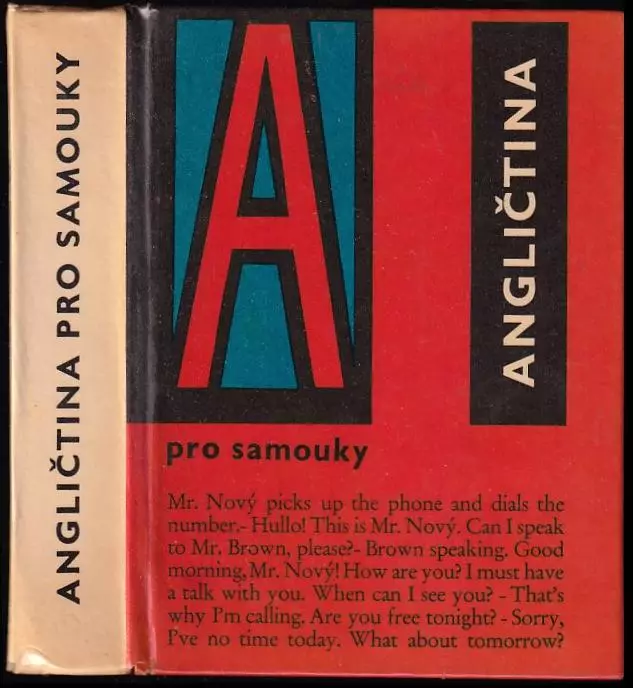 ANGLIČTINA PRO SAMOUKY
A
ANGLIČTINA
pro samouky
Mr. Nový picks up the phone and dials the
number.- Hullo! This is Mr. Nový. Can I speak
to Mr. Brown, please?- Brown speaking. Good
morning, Mr. Nový! How are you? I must have
a talk with you. When can I see you? - That's
why I'm calling. Are you free tonight? - Sorry,
I've no time today. What about tomorrow?